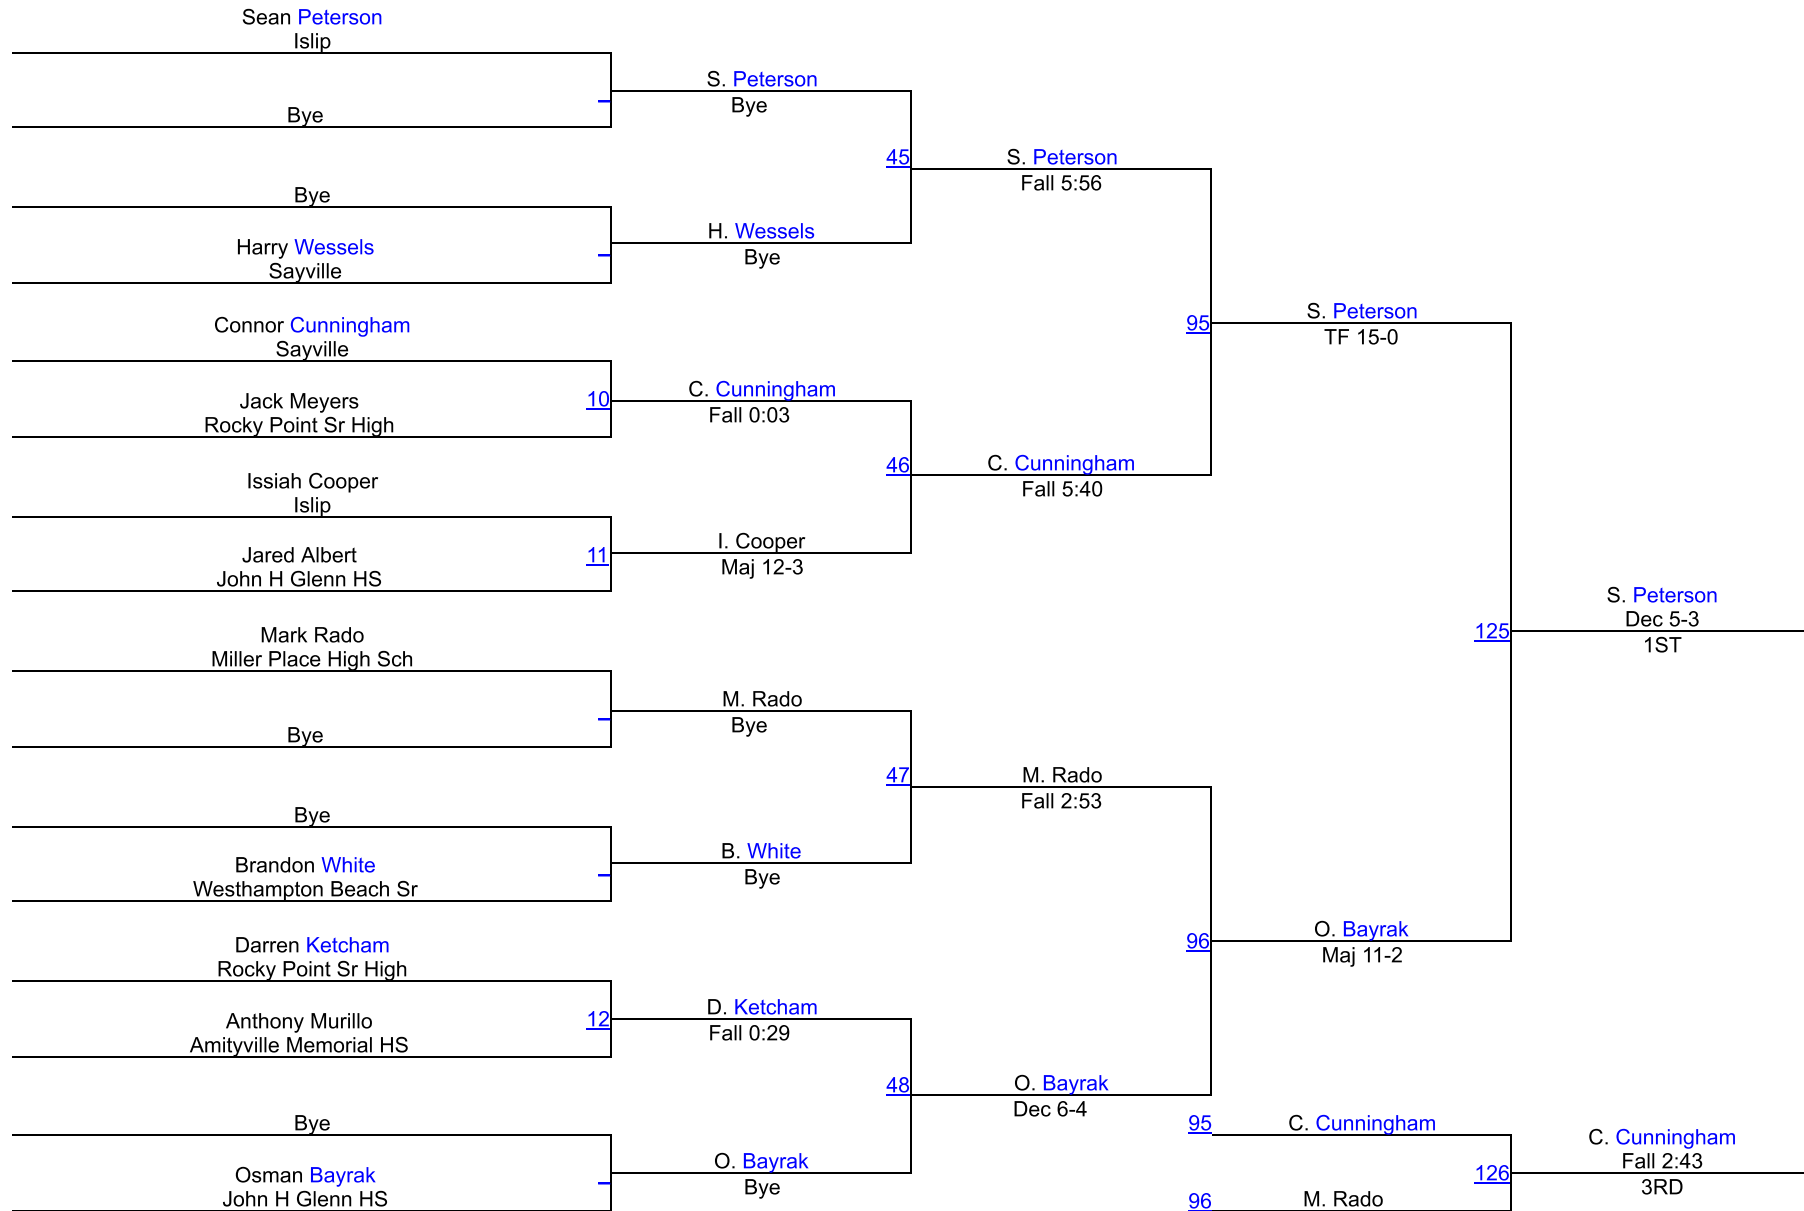 Sean Peterson
Islip
Bye
Bye
Harry Wessels
Sayville
Connor Cunningham
Sayville
Jack Meyers
Rocky Point Sr High
10
Issiah Cooper
Islip
Jared Albert
John H Glenn HS
11
Mark Rado
Miller Place High Sch
Bye
Bye
Brandon White
Westhampton Beach Sr
Darren Ketcham
Rocky Point Sr High
Anthony Murillo
Amityville Memorial HS
12
Bye
Osman Bayrak
John H Glenn HS
S. Peterson
Bye
45
H. Wessels
Bye
C. Cunningham
Fall 0:03
46
I. Cooper
Maj 12-3
M. Rado
Bye
47
B. White
Bye
D. Ketcham
Fall 0:29
48
O. Bayrak
Bye
S. Peterson
Fall 5:56
95
C. Cunningham
Fall 5:40
M. Rado
Fall 2:53
96
O. Bayrak
Dec 6-4
S. Peterson
TF 15-0
125
O. Bayrak
Maj 11-2
S. Peterson
Dec 5-3
1ST
95
C. Cunningham
126
96
M. Rado
C. Cunningham
Fall 2:43
3RD